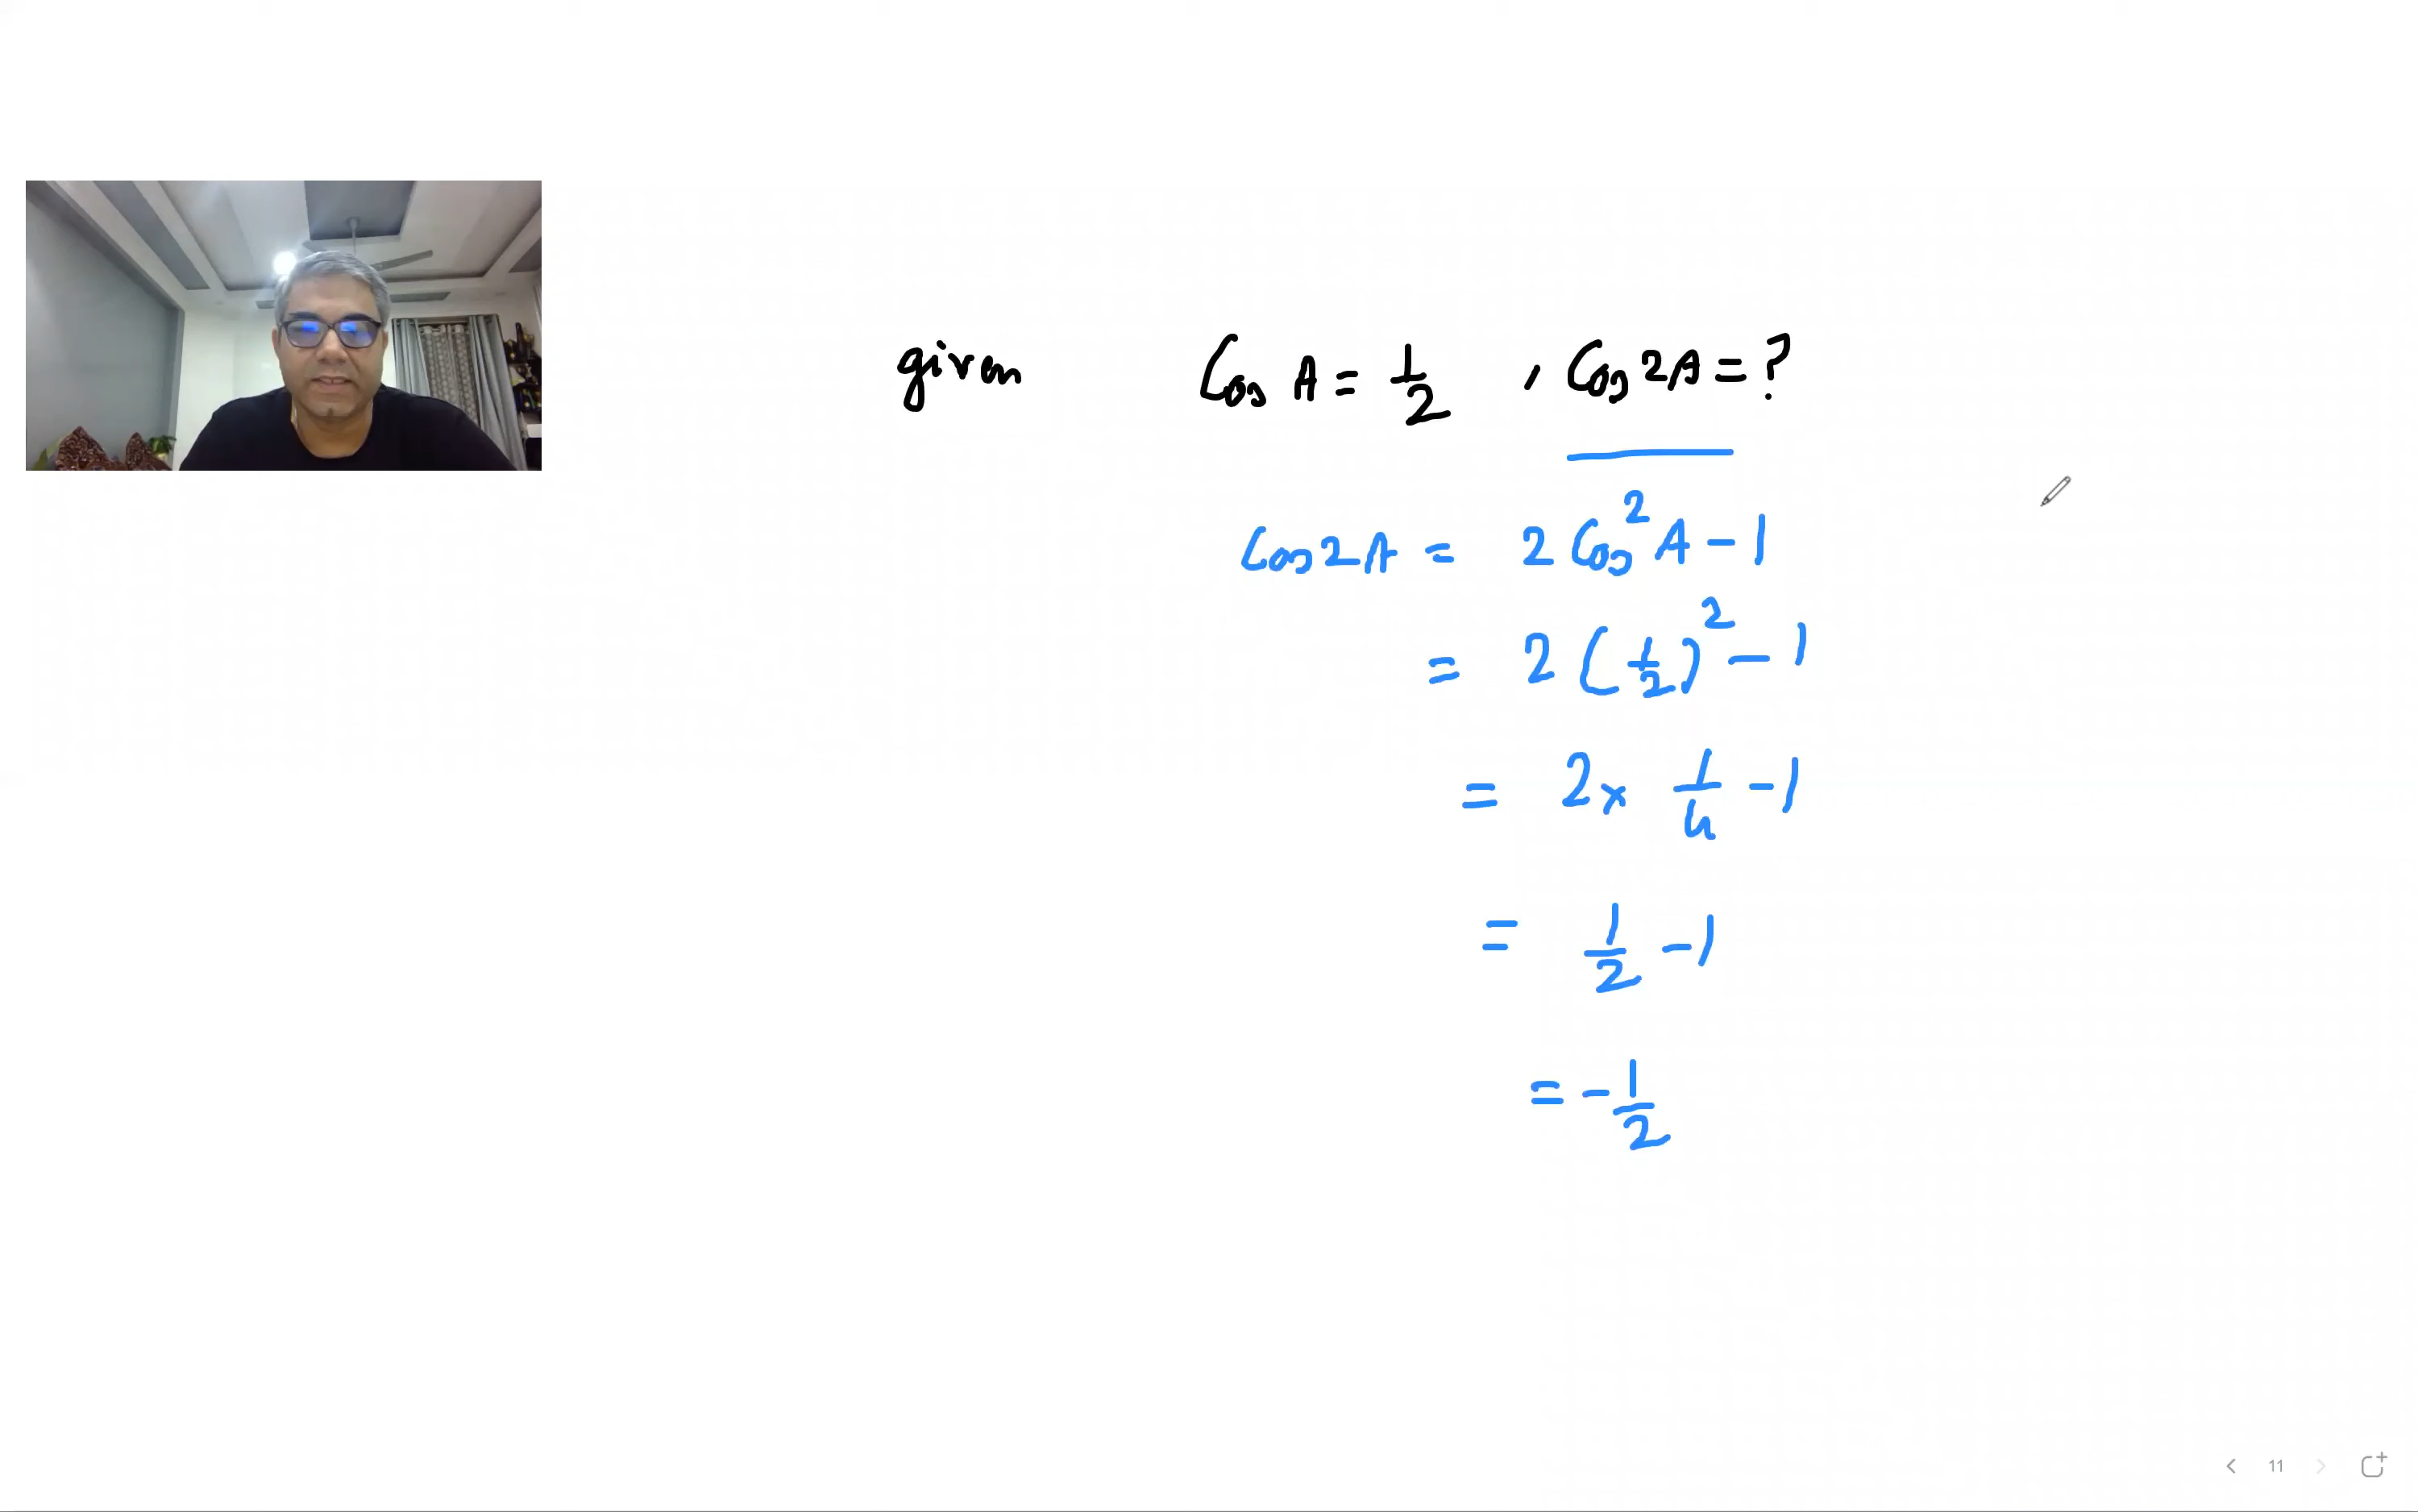 given Cos A = 1/2 , Cos 2A = ?
Cos 2A = 2 Cos² A - 1
= 2 (1/2)² - 1
= 2 × 1/4 - 1
= 1/2 - 1
= - 1/2
11